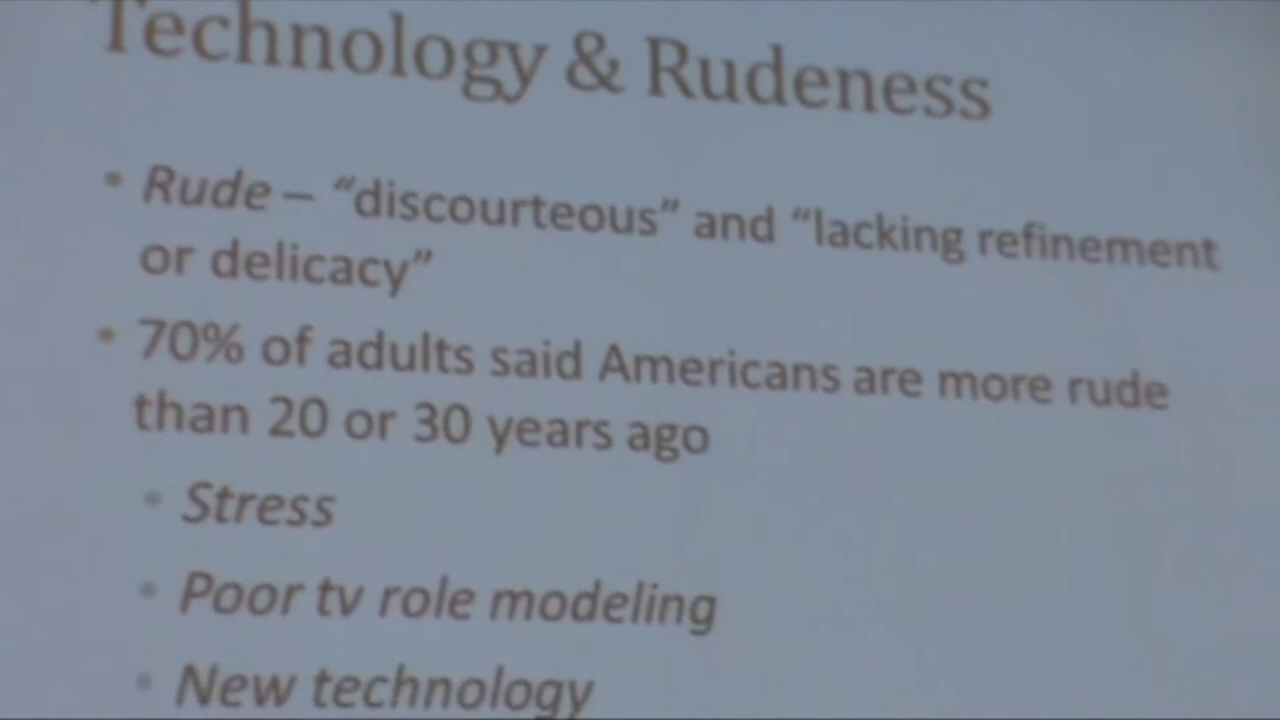 Technology & Rudeness
• Rude – “discourteous” and “lacking refinement
or delicacy”
• 70% of adults said Americans are more rude
than 20 or 30 years ago
• Stress
• Poor tv role modeling
• New technology